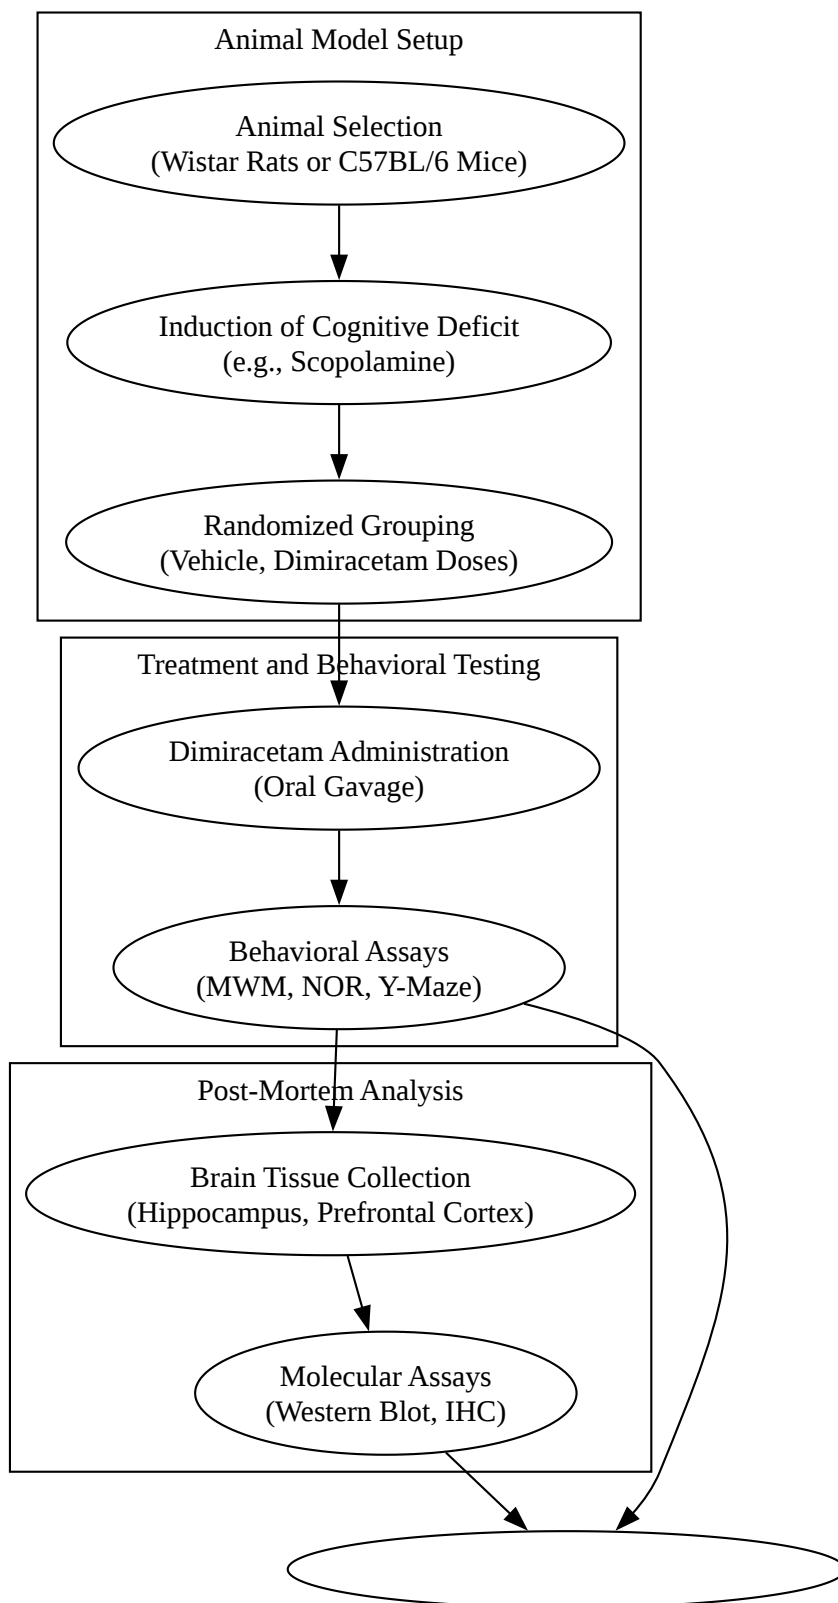 Animal Model Setup
Animal Selection
(Wistar Rats or C57BL/6 Mice)
Induction of Cognitive Deficit
(e.g., Scopolamine)
Randomized Grouping
(Vehicle, Dimiracetam Doses)
Treatment and Behavioral Testing
Dimiracetam Administration
(Oral Gavage)
Behavioral Assays
(MWM, NOR, Y-Maze)
Post-Mortem Analysis
Brain Tissue Collection
(Hippocampus, Prefrontal Cortex)
Molecular Assays
(Western Blot, IHC)